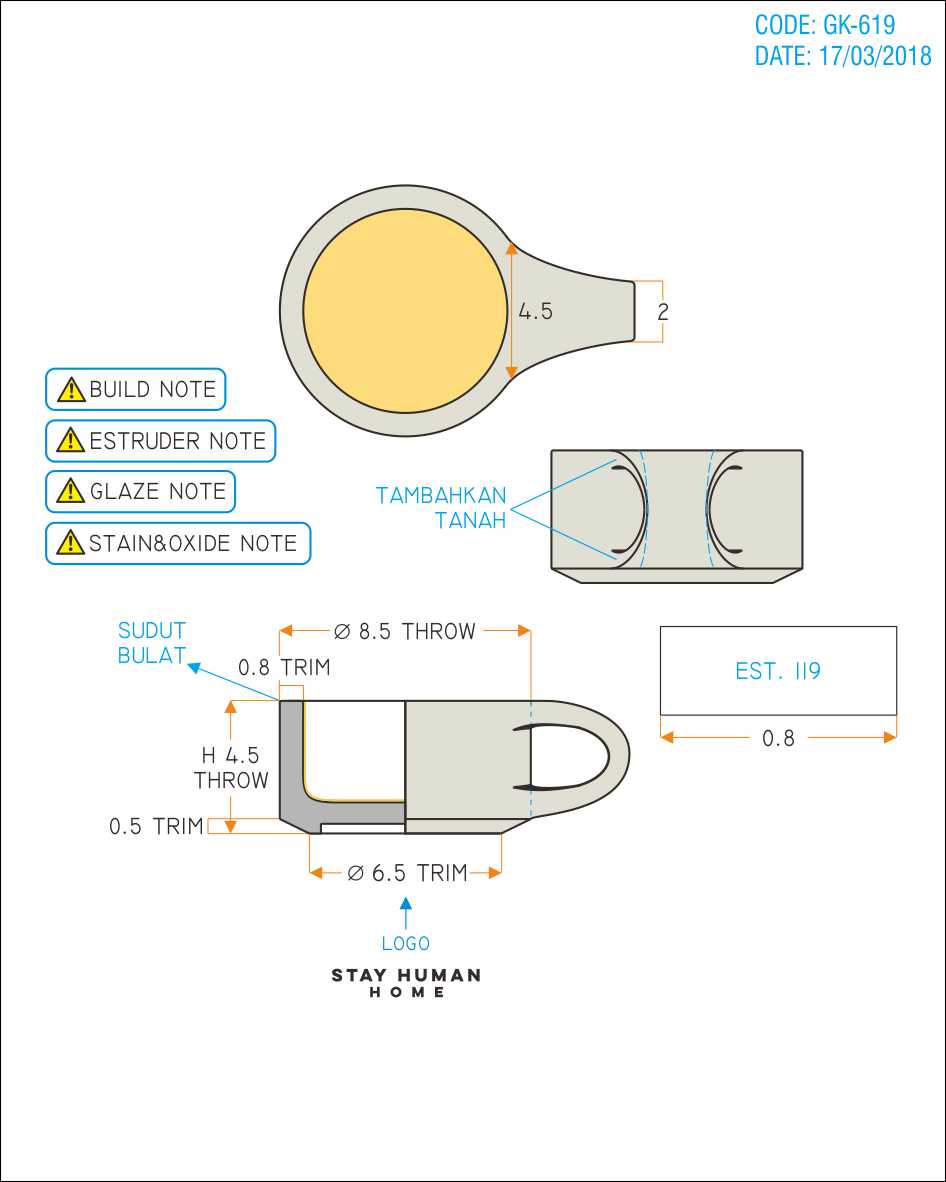 CODE: GK-619
DATE: 17/03/2018
4.5
2
BUILD NOTE
ESTRUDER NOTE
GLAZE NOTE
STAIN&OXIDE NOTE
TAMBAHKAN
TANAH
SUDUT
BULAT
Ø 8.5 THROW
0.8 TRIM
EST. 119
0.8
H 4.5
THROW
0.5 TRIM
Ø 6.5 TRIM
LOGO
STAY HUMAN
HOME